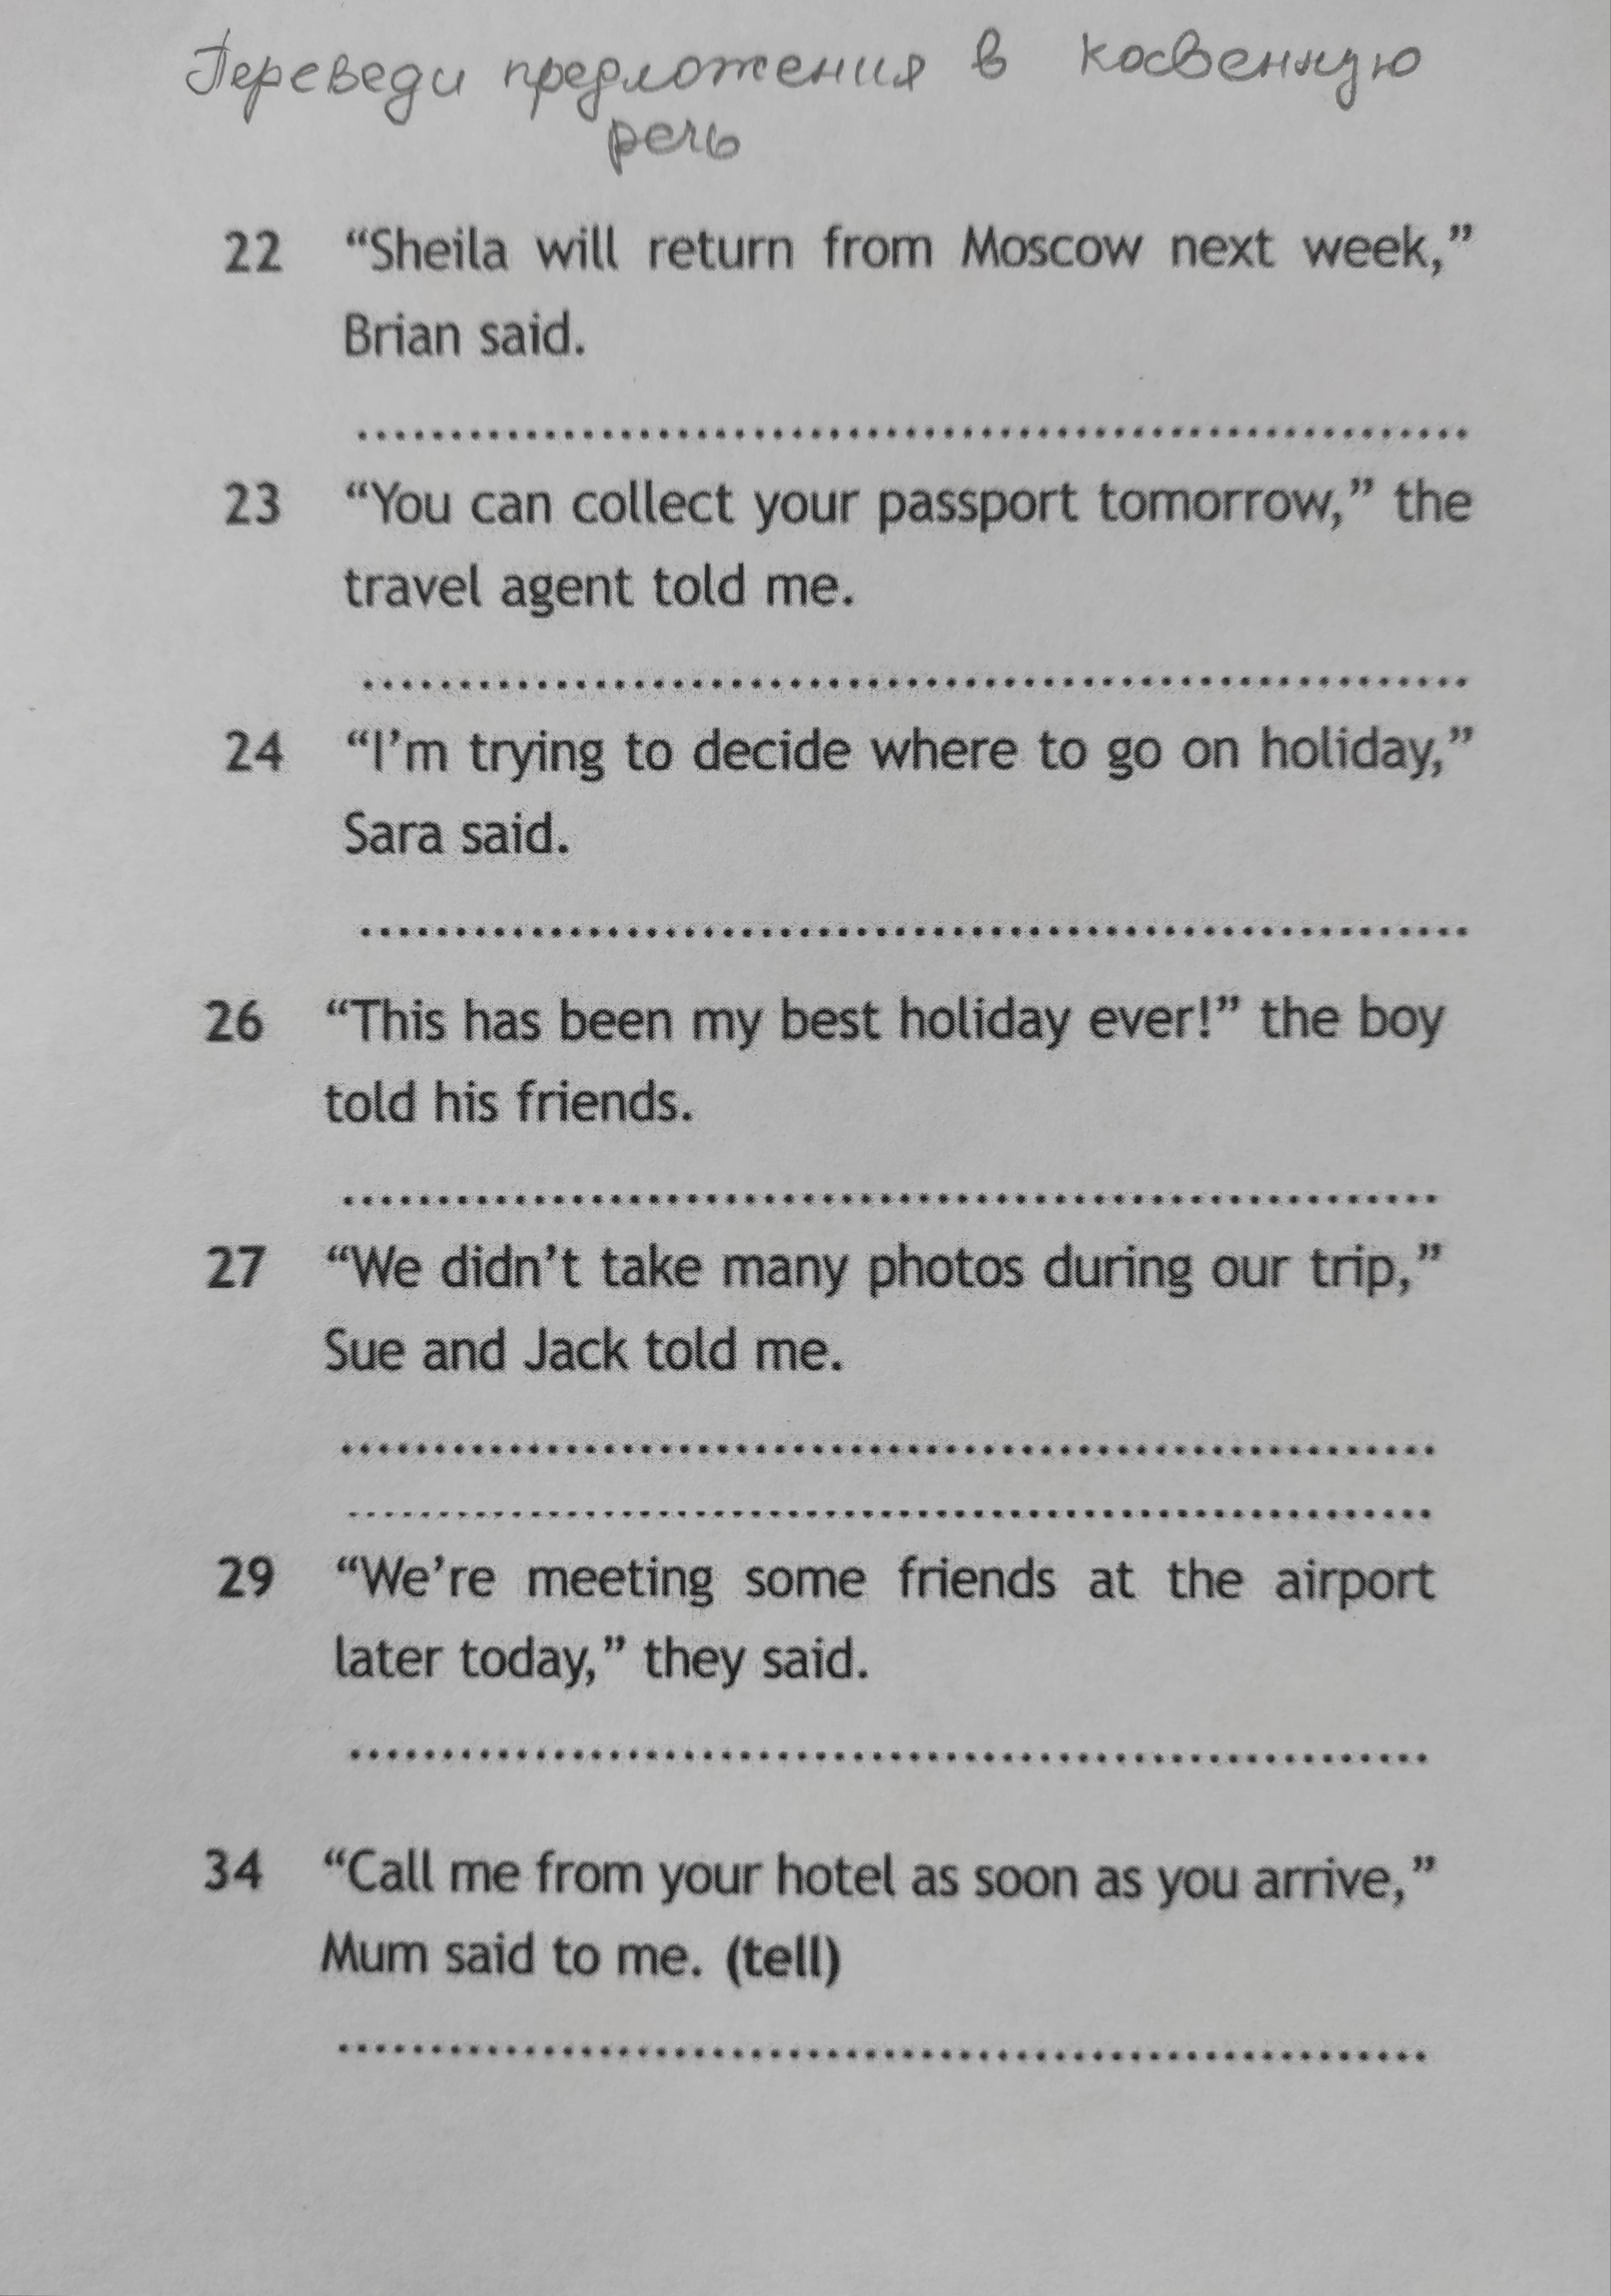 Переведи предложения в косвенную
речь
22 “Sheila will return from Moscow next week,”
Brian said.
23 “You can collect your passport tomorrow,” the
travel agent told me.
24 “I’m trying to decide where to go on holiday,”
Sara said.
26 “This has been my best holiday ever!” the boy
told his friends.
27 “We didn’t take many photos during our trip,”
Sue and Jack told me.
29 “We’re meeting some friends at the airport
later today,” they said.
34 “Call me from your hotel as soon as you arrive,”
Mum said to me. (tell)